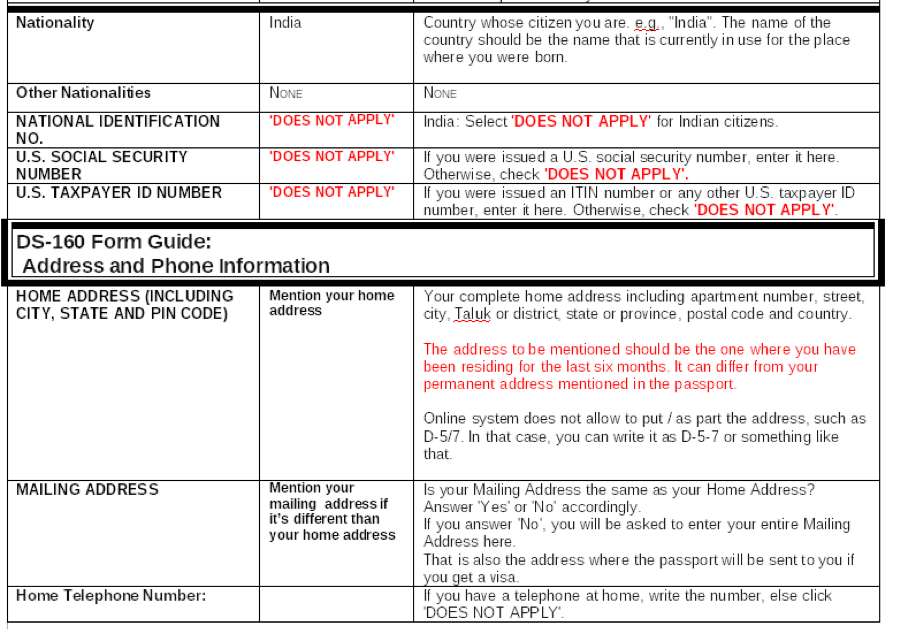 Nationality
India
Country whose citizen you are. e.g., "India". The name of the
country should be the name that is currently in use for the place
where you were born.
Other Nationalities
NONE
NONE
NATIONAL IDENTIFICATION
NO.
'DOES NOT APPLY'
India: Select 'DOES NOT APPLY' for Indian citizens.
U.S. SOCIAL SECURITY
NUMBER
'DOES NOT APPLY'
If you were issued a U.S. social security number, enter it here.
Otherwise, check 'DOES NOT APPLY'.
U.S. TAXPAYER ID NUMBER
'DOES NOT APPLY'
If you were issued an ITIN number or any other U.S. taxpayer ID
number, enter it here. Otherwise, check 'DOES NOT APPLY'.
DS-160 Form Guide:
Address and Phone Information
HOME ADDRESS (INCLUDING
CITY, STATE AND PIN CODE)
Mention your home
address
Your complete home address including apartment number, street,
city, Taluk or district, state or province, postal code and country.
The address to be mentioned should be the one where you have
been residing for the last six months. It can differ from your
permanent address mentioned in the passport.
Online system does not allow to put / as part the address, such as
D-5/7. In that case, you can write it as D-5-7 or something like
that.
MAILING ADDRESS
Mention your
mailing address if
it's different than
your home address
Is your Mailing Address the same as your Home Address?
Answer 'Yes' or 'No' accordingly.
If you answer 'No', you will be asked to enter your entire Mailing
Address here.
That is also the address where the passport will be sent to you if
you get a visa.
Home Telephone Number:
If you have a telephone at home, write the number, else click
'DOES NOT APPLY'.